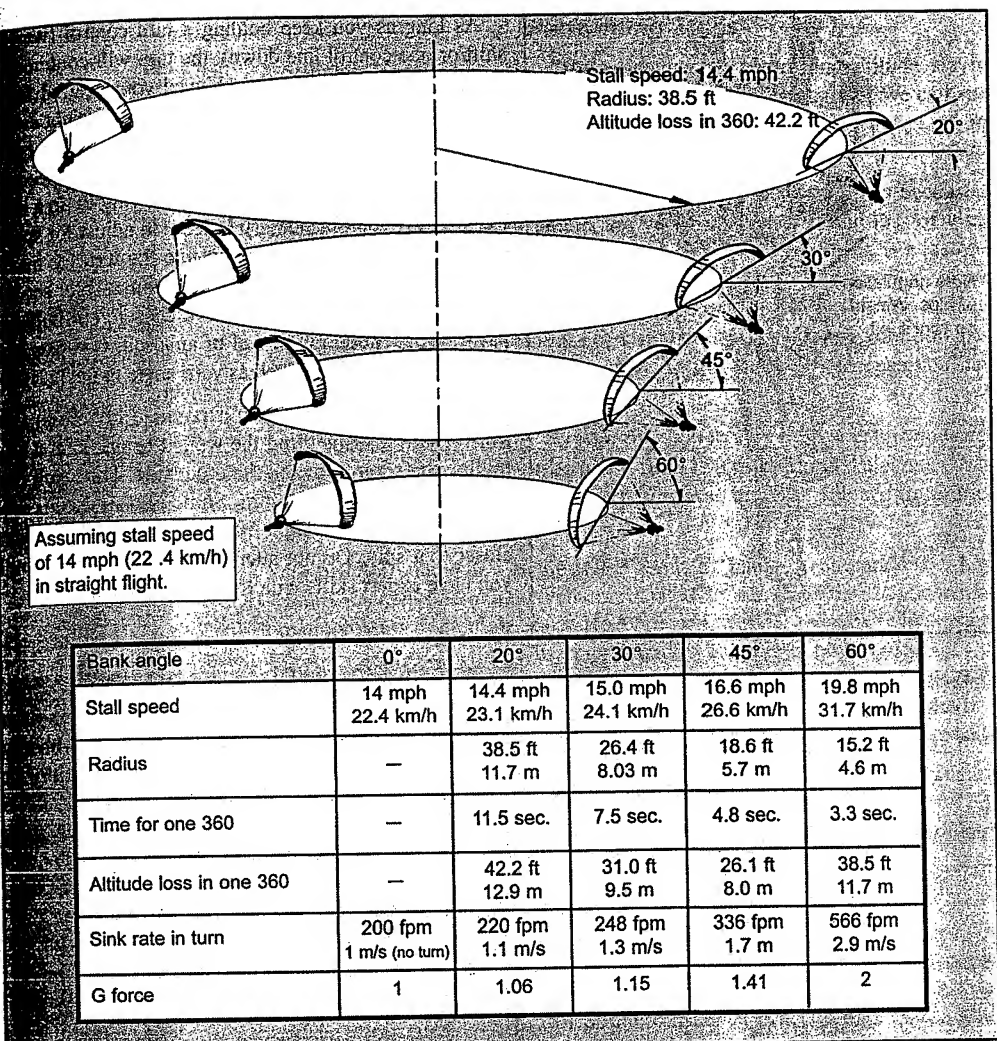 Stall speed: 14.4 mph
Radius: 38.5 ft
Altitude loss in 360: 42.2 ft
20°
30°
45°
60°
Assuming stall speed
of 14 mph (22 .4 km/h)
in straight flight.
Bank angle 0° 20° 30° 45° 60°
Stall speed 14 mph 14.4 mph 15.0 mph 16.6 mph 19.8 mph
22.4 km/h 23.1 km/h 24.1 km/h 26.6 km/h 31.7 km/h
Radius — 38.5 ft 26.4 ft 18.6 ft 15.2 ft
11.7 m 8.03 m 5.7 m 4.6 m
Time for one 360 — 11.5 sec. 7.5 sec. 4.8 sec. 3.3 sec.
Altitude loss in one 360 — 42.2 ft 31.0 ft 26.1 ft 38.5 ft
12.9 m 9.5 m 8.0 m 11.7 m
Sink rate in turn 200 fpm 220 fpm 248 fpm 336 fpm 566 fpm
1 m/s (no turn) 1.1 m/s 1.3 m/s 1.7 m 2.9 m/s
G force 1 1.06 1.15 1.41 2